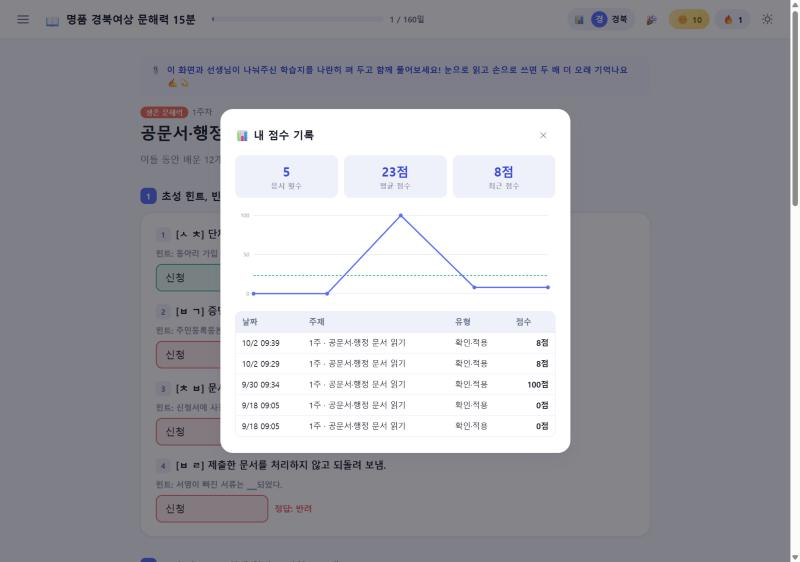 명품 경북여상 문해력 15분
1 / 160일
경 경북
10
1
이 화면과 선생님이 나눠주신 학습지를 나란히 펴 두고 함께 풀어보세요! 눈으로 읽고 손으로 쓰면 두 배 더 오래 기억나요
생존 문해력 1주차
공문서·행정
이틀 동안 배운 12개
1 초성 힌트, 빈
1 [ㅅ ㅊ] 단체
힌트: 동아리 가입
신청
2 [ㅂ ㄱ] 증명
힌트: 주민등록등본
신청
3 [ㅊ ㅂ] 문서
힌트: 신청서에 사
신청
4 [ㅂ ㄹ] 제출한 문서를 처리하지 않고 되돌려 보냄.
힌트: 서명이 빠진 서류는 __되었다.
신청 정답: 반려
내 점수 기록
×
5
응시 횟수
23점
평균 점수
8점
최근 점수
100
50
0
날짜 주제 유형 점수
10/2 09:39 1주 · 공문서·행정 문서 읽기 확인·적용 8점
10/2 09:29 1주 · 공문서·행정 문서 읽기 확인·적용 8점
9/30 09:34 1주 · 공문서·행정 문서 읽기 확인·적용 100점
9/18 09:05 1주 · 공문서·행정 문서 읽기 확인·적용 0점
9/18 09:05 1주 · 공문서·행정 문서 읽기 확인·적용 0점